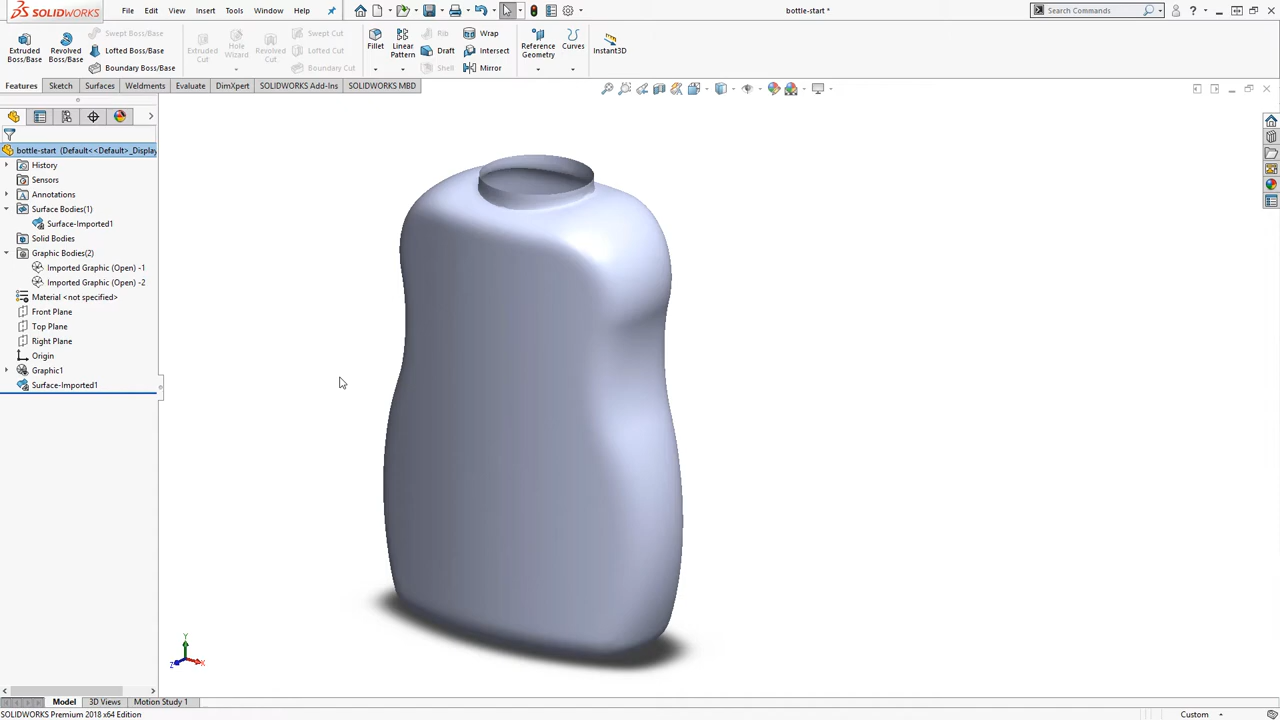 SOLIDWORKS File Edit View Insert Tools Window Help bottle-start * Search Commands
Extruded Boss/Base
Revolved Boss/Base
Swept Boss/Base
Lofted Boss/Base
Boundary Boss/Base
Extruded Cut
Hole Wizard
Revolved Cut
Swept Cut
Lofted Cut
Boundary Cut
Fillet
Linear Pattern
Rib
Draft
Shell
Wrap
Intersect
Mirror
Reference Geometry
Curves
Instant3D
Features Sketch Surfaces Weldments Evaluate DimXpert SOLIDWORKS Add-Ins SOLIDWORKS MBD
bottle-start (Default<<Default>_Display
History
Sensors
Annotations
Surface Bodies(1)
Surface-Imported1
Solid Bodies
Graphic Bodies(2)
Imported Graphic (Open) -1
Imported Graphic (Open) -2
Material <not specified>
Front Plane
Top Plane
Right Plane
Origin
Graphic1
Surface-Imported1
Y
Z X
Model 3D Views Motion Study 1
SOLIDWORKS Premium 2018 x64 Edition Custom